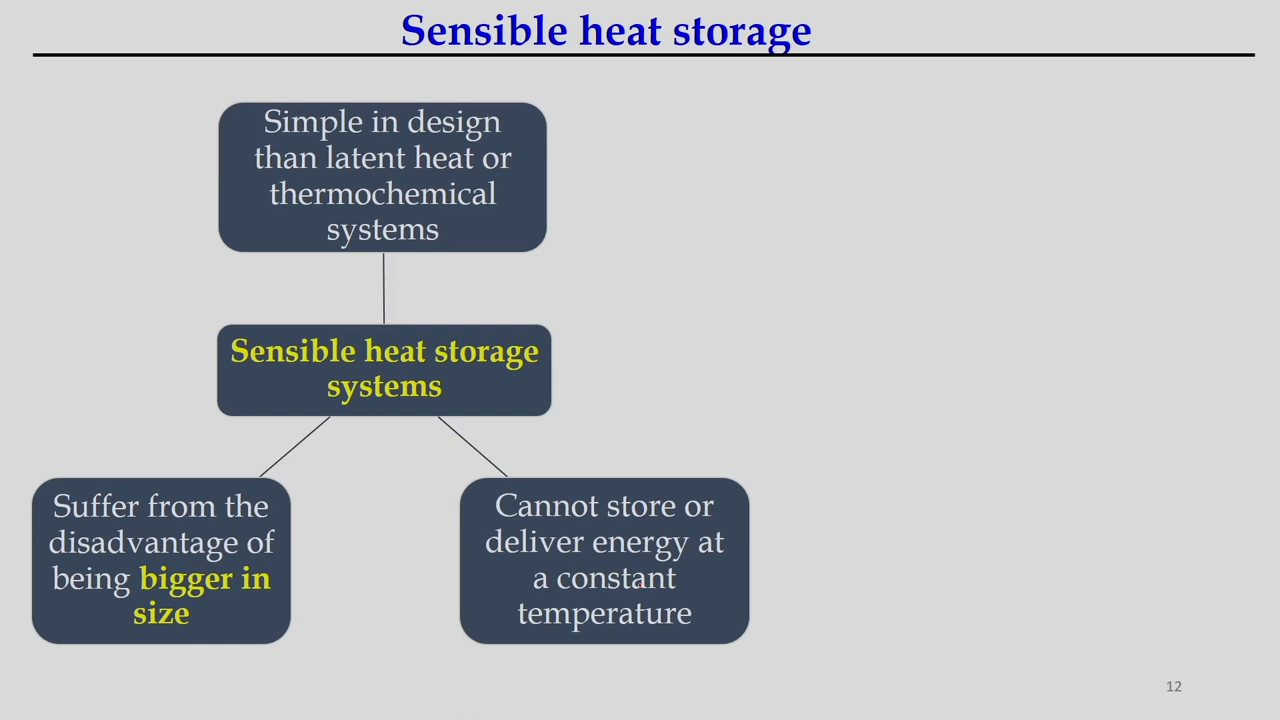 Sensible heat storage
Simple in design
than latent heat or
thermochemical
systems
Sensible heat storage
systems
Suffer from the
disadvantage of
being bigger in
size
Cannot store or
deliver energy at
a constant
temperature
12